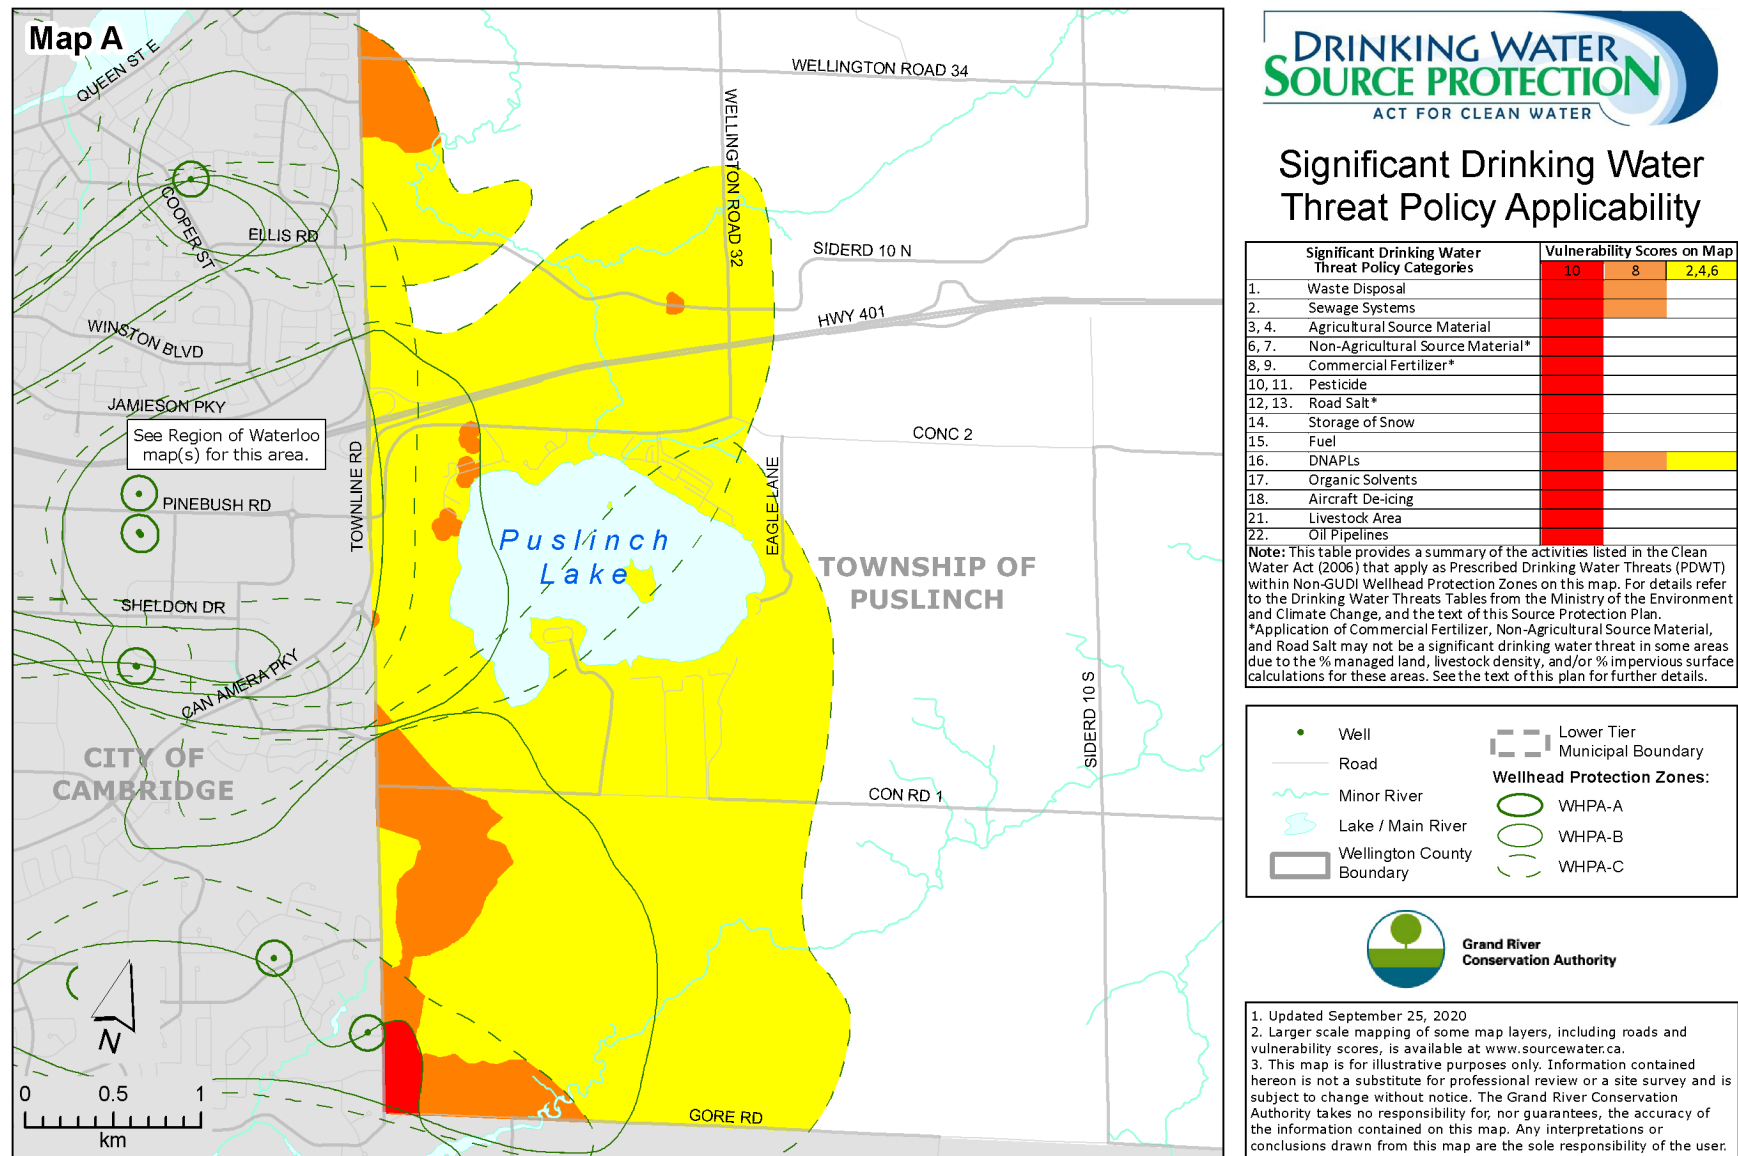 Map A
QUEEN ST E
WELLINGTON ROAD 34
WELLINGTON ROAD 32
COOPER ST
ELLIS RD
SIDERD 10 N
HWY 401
WINSTON BLVD
JAMIESON PKY
See Region of Waterloo
map(s) for this area.
TOWNLINE RD
CONC 2
PINEBUSH RD
EAGLE LANE
Puslinch
Lake
TOWNSHIP OF
PUSLINCH
SHELDON DR
CAN AMERA PKY
SIDERD 10 S
CITY OF
CAMBRIDGE
CON RD 1
N
0 0.5 1
km
GORE RD
DRINKING WATER
SOURCE PROTECTION
ACT FOR CLEAN WATER
Significant Drinking Water
Threat Policy Applicability
Significant Drinking Water
Threat Policy Categories
Vulnerability Scores on Map
10 8 2,4,6
1. Waste Disposal
2. Sewage Systems
3, 4. Agricultural Source Material
6, 7. Non-Agricultural Source Material*
8, 9. Commercial Fertilizer*
10, 11. Pesticide
12, 13. Road Salt*
14. Storage of Snow
15. Fuel
16. DNAPLs
17. Organic Solvents
18. Aircraft De-icing
21. Livestock Area
22. Oil Pipelines
Note: This table provides a summary of the activities listed in the Clean
Water Act (2006) that apply as Prescribed Drinking Water Threats (PDWT)
within Non-GUDI Wellhead Protection Zones on this map. For details refer
to the Drinking Water Threats Tables from the Ministry of the Environment
and Climate Change, and the text of this Source Protection Plan.
*Application of Commercial Fertilizer, Non-Agricultural Source Material,
and Road Salt may not be a significant drinking water threat in some areas
due to the % managed land, livestock density, and/or % impervious surface
calculations for these areas. See the text of this plan for further details.
Well
Road
Minor River
Lake / Main River
Wellington County
Boundary
Lower Tier
Municipal Boundary
Wellhead Protection Zones:
WHPA-A
WHPA-B
WHPA-C
Grand River
Conservation Authority
1. Updated September 25, 2020
2. Larger scale mapping of some map layers, including roads and
vulnerability scores, is available at www.sourcewater.ca.
3. This map is for illustrative purposes only. Information contained
hereon is not a substitute for professional review or a site survey and is
subject to change without notice. The Grand River Conservation
Authority takes no responsibility for, nor guarantees, the accuracy of
the information contained on this map. Any interpretations or
conclusions drawn from this map are the sole responsibility of the user.